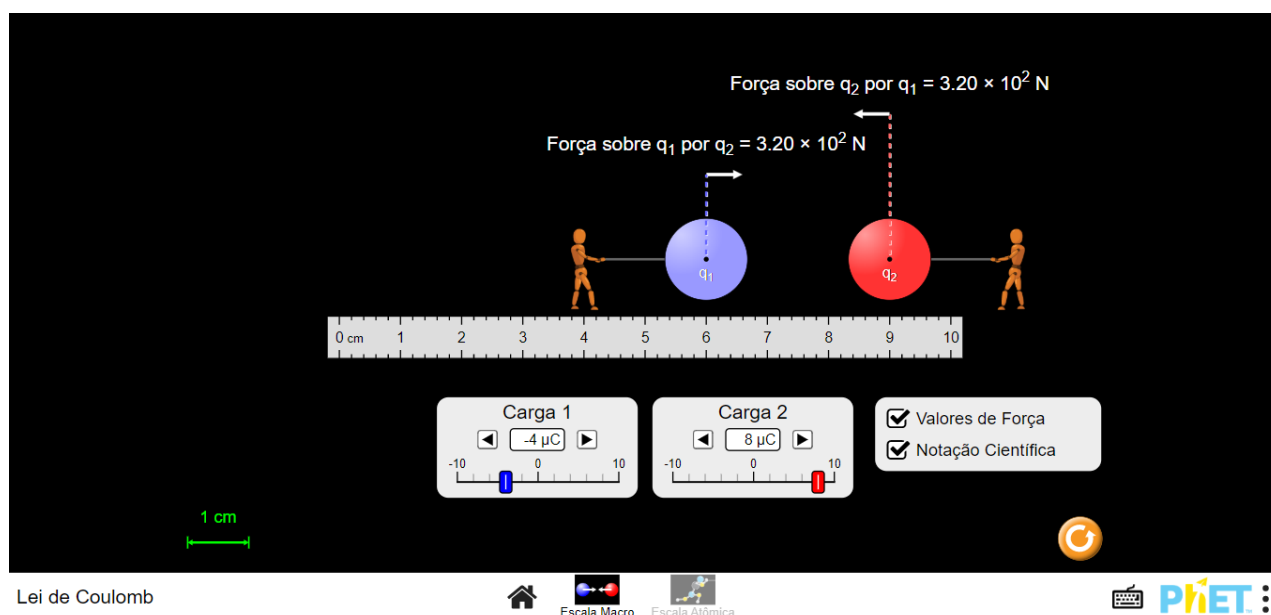 Força sobre q₂ por q₁ = 3.20 × 10² N
Força sobre q₁ por q₂ = 3.20 × 10² N
q₁ q₂
0 cm 1 2 3 4 5 6 7 8 9 10
Carga 1 Carga 2
-4 μC 8 μC
-10 0 10 -10 0 10
Valores de Força
Notação Científica
1 cm
Lei de Coulomb
Escala Macro Escala Atômica
PhET